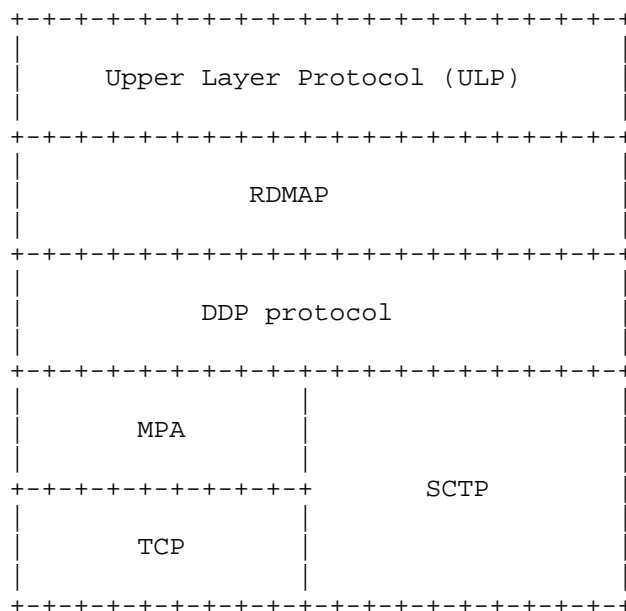 Upper Layer Protocol (ULP)
RDMAP
DDP protocol
MPA
SCTP
TCP